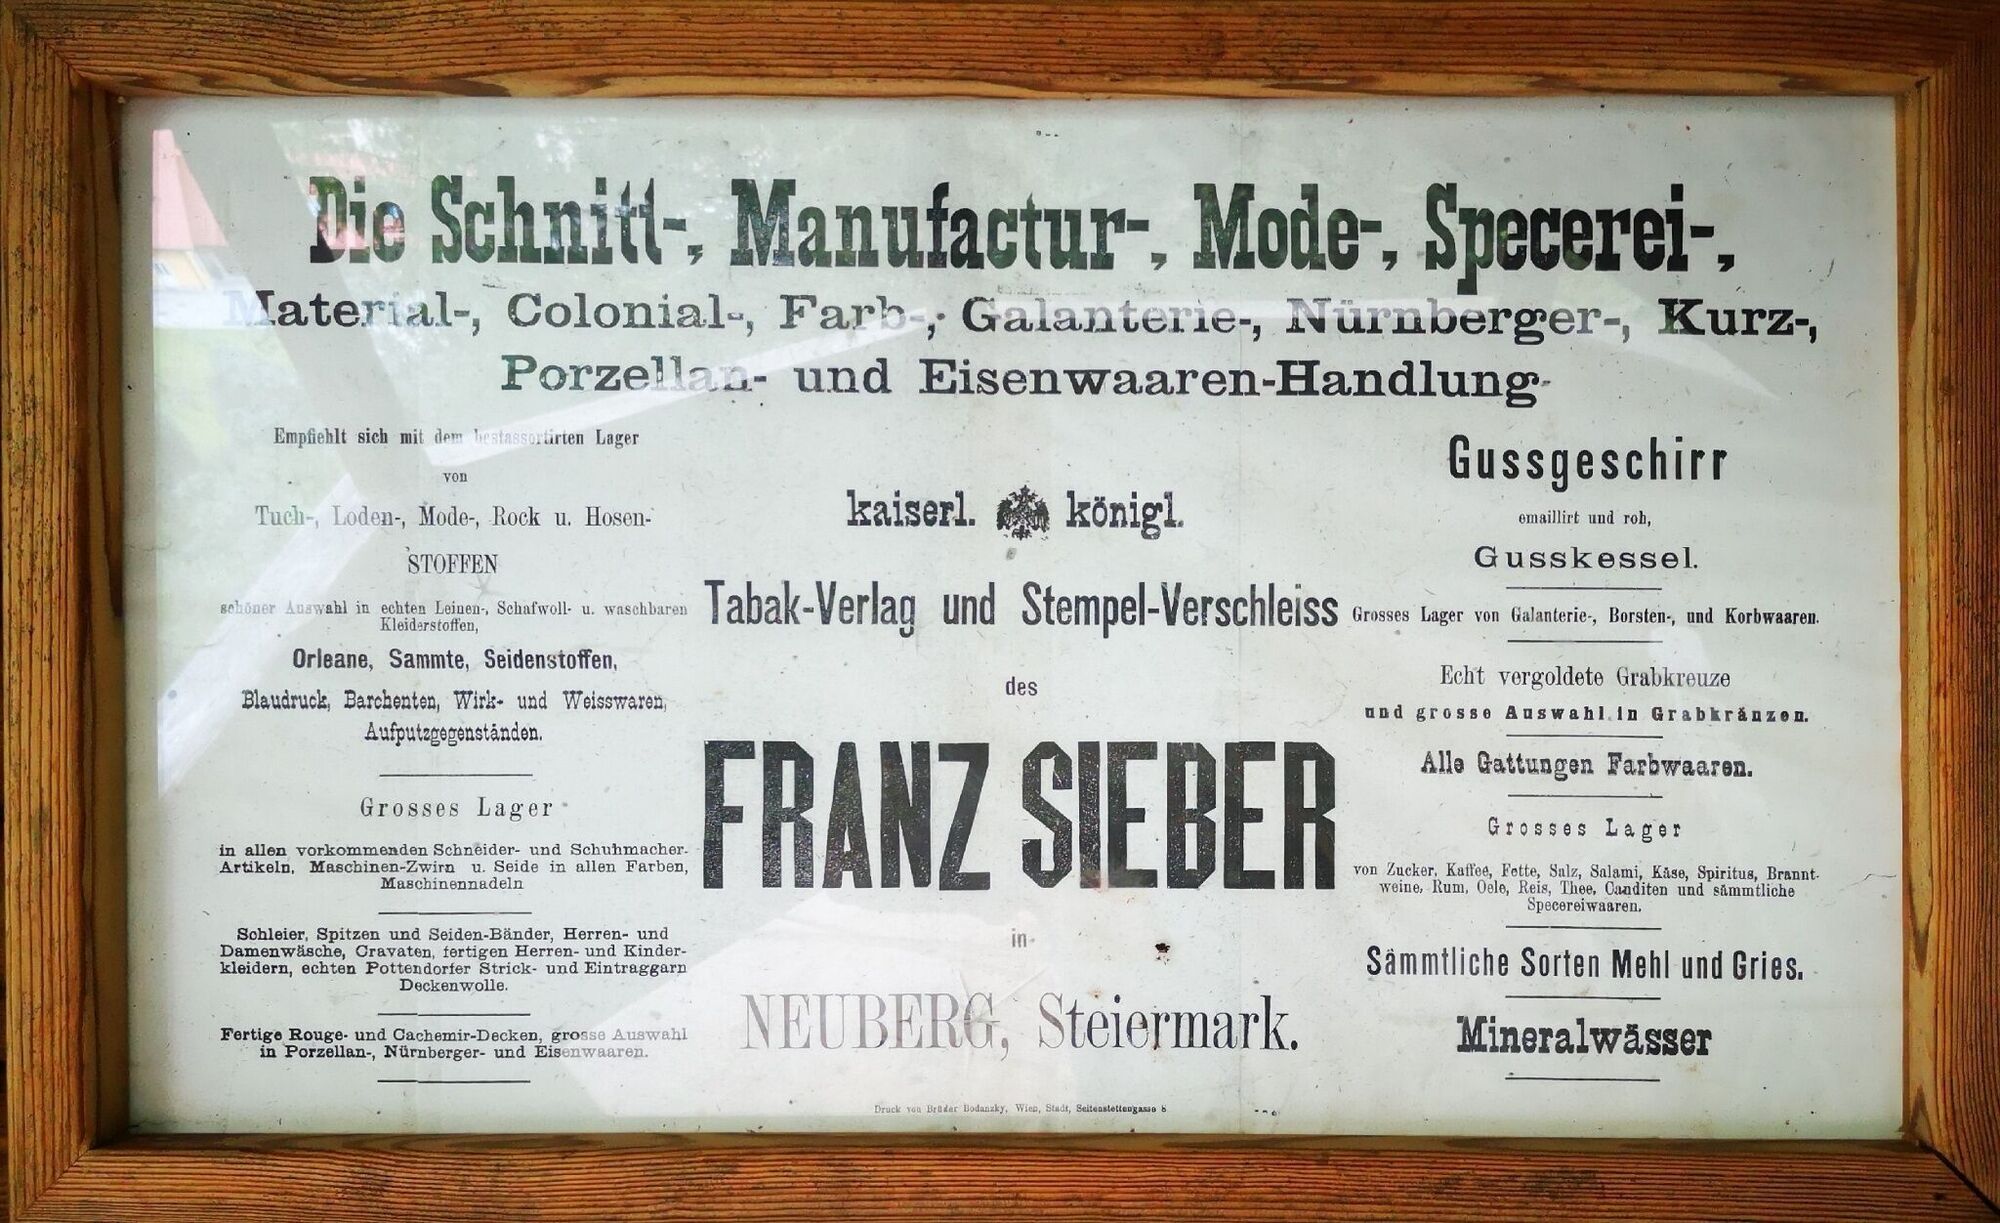 Die Schnitt-, Manufactur-, Mode-, Specerei-,
Material-, Colonial-, Farb-, Galanterie-, Nürnberger-, Kurz-,
Porzellan- und Eisenwaaren-Handlung
Empfiehlt sich mit dem bestassortirten Lager
von
Tuch-, Loden-, Mode-, Rock u. Hosen-
STOFFEN
schöner Auswahl in echten Leinen-, Schafwoll- u. waschbaren
Kleiderstoffen,
Orleane, Sammte, Seidenstoffen,
Blaudruck, Barchenten, Wirk- und Weisswaren,
Aufputzgegenständen.
Grosses Lager
in allen vorkommenden Schneider- und Schuhmacher-
Artikeln, Maschinen-Zwirn u. Seide in allen Farben,
Maschinennadeln
Schleier, Spitzen und Seiden-Bänder, Herren- und
Damenwäsche, Cravaten, fertigen Herren- und Kinder-
kleidern, echten Pottendorfer Strick- und Eintraggarn
Deckenwolle.
Fertige Rouge- und Cachemir-Decken, grosse Auswahl
in Porzellan-, Nürnberger- und Eisenwaaren.
kaiserl. königl.
Tabak-Verlag und Stempel-Verschleiss
des
FRANZ SIEBER
in
NEUBERG, Steiermark.
Gussgeschirr
emaillirt und roh,
Gusskessel.
Grosses Lager von Galanterie-, Borsten-, und Korbwaaren.
Echt vergoldete Grabkreuze
und grosse Auswahl in Grabkränzen.
Alle Gattungen Farbwaaren.
Grosses Lager
von Zucker, Kaffee, Fette, Salz, Salami, Käse, Spiritus, Brannt-
weine, Rum, Oele, Reis, Thee, Canditen und sämmtliche
Specereiwaaren.
Sämmtliche Sorten Mehl und Gries.
Mineralwässer
Druck von Brüder Bodanzky, Wien, Stadt, Seitenstettengasse 8